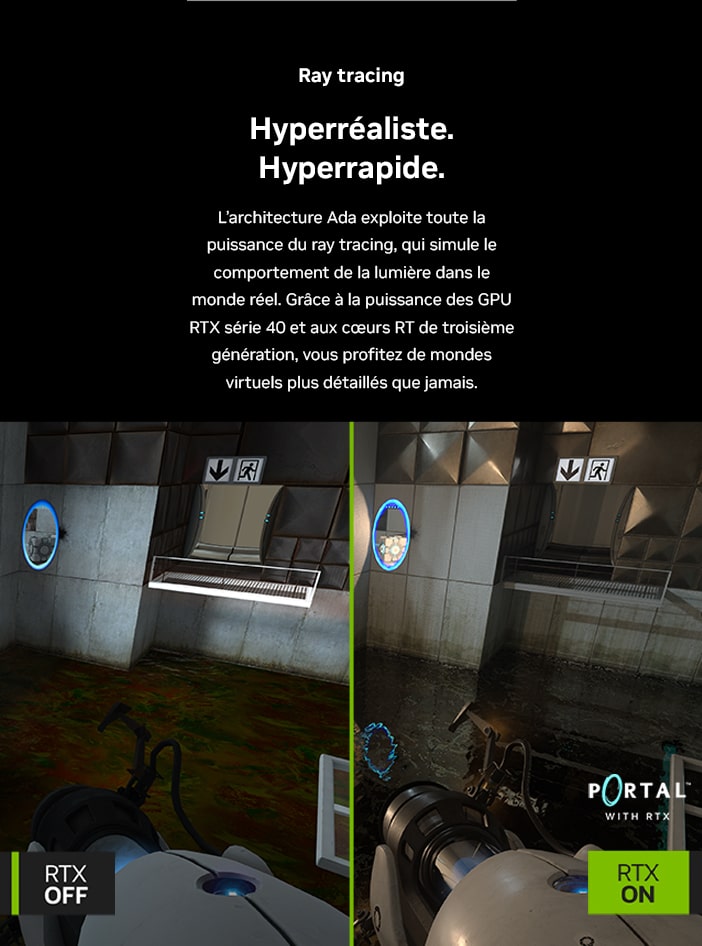 Ray tracing
Hyperréaliste.
Hyperrapide.
L'architecture Ada exploite toute la
puissance du ray tracing, qui simule le
comportement de la lumière dans le
monde réel. Grâce à la puissance des GPU
RTX série 40 et aux cœurs RT de troisième
génération, vous profitez de mondes
virtuels plus détaillés que jamais.
PORTAL™
WITH RTX
RTX
OFF
RTX
ON